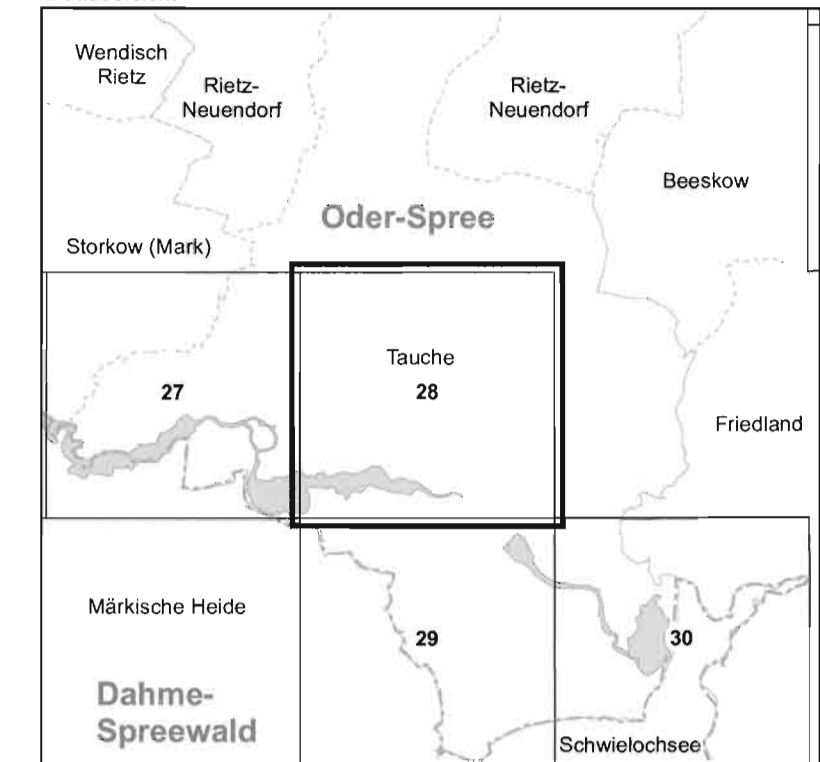 Wendisch
Rietz
Rietz-
Neuendorf
Rietz-
Neuendorf
Beeskow
Oder-Spree
Storkow (Mark)
Tauche
27
28
Friedland
Märkische Heide
29
30
Dahme-
Spreewald
Schwielochsee